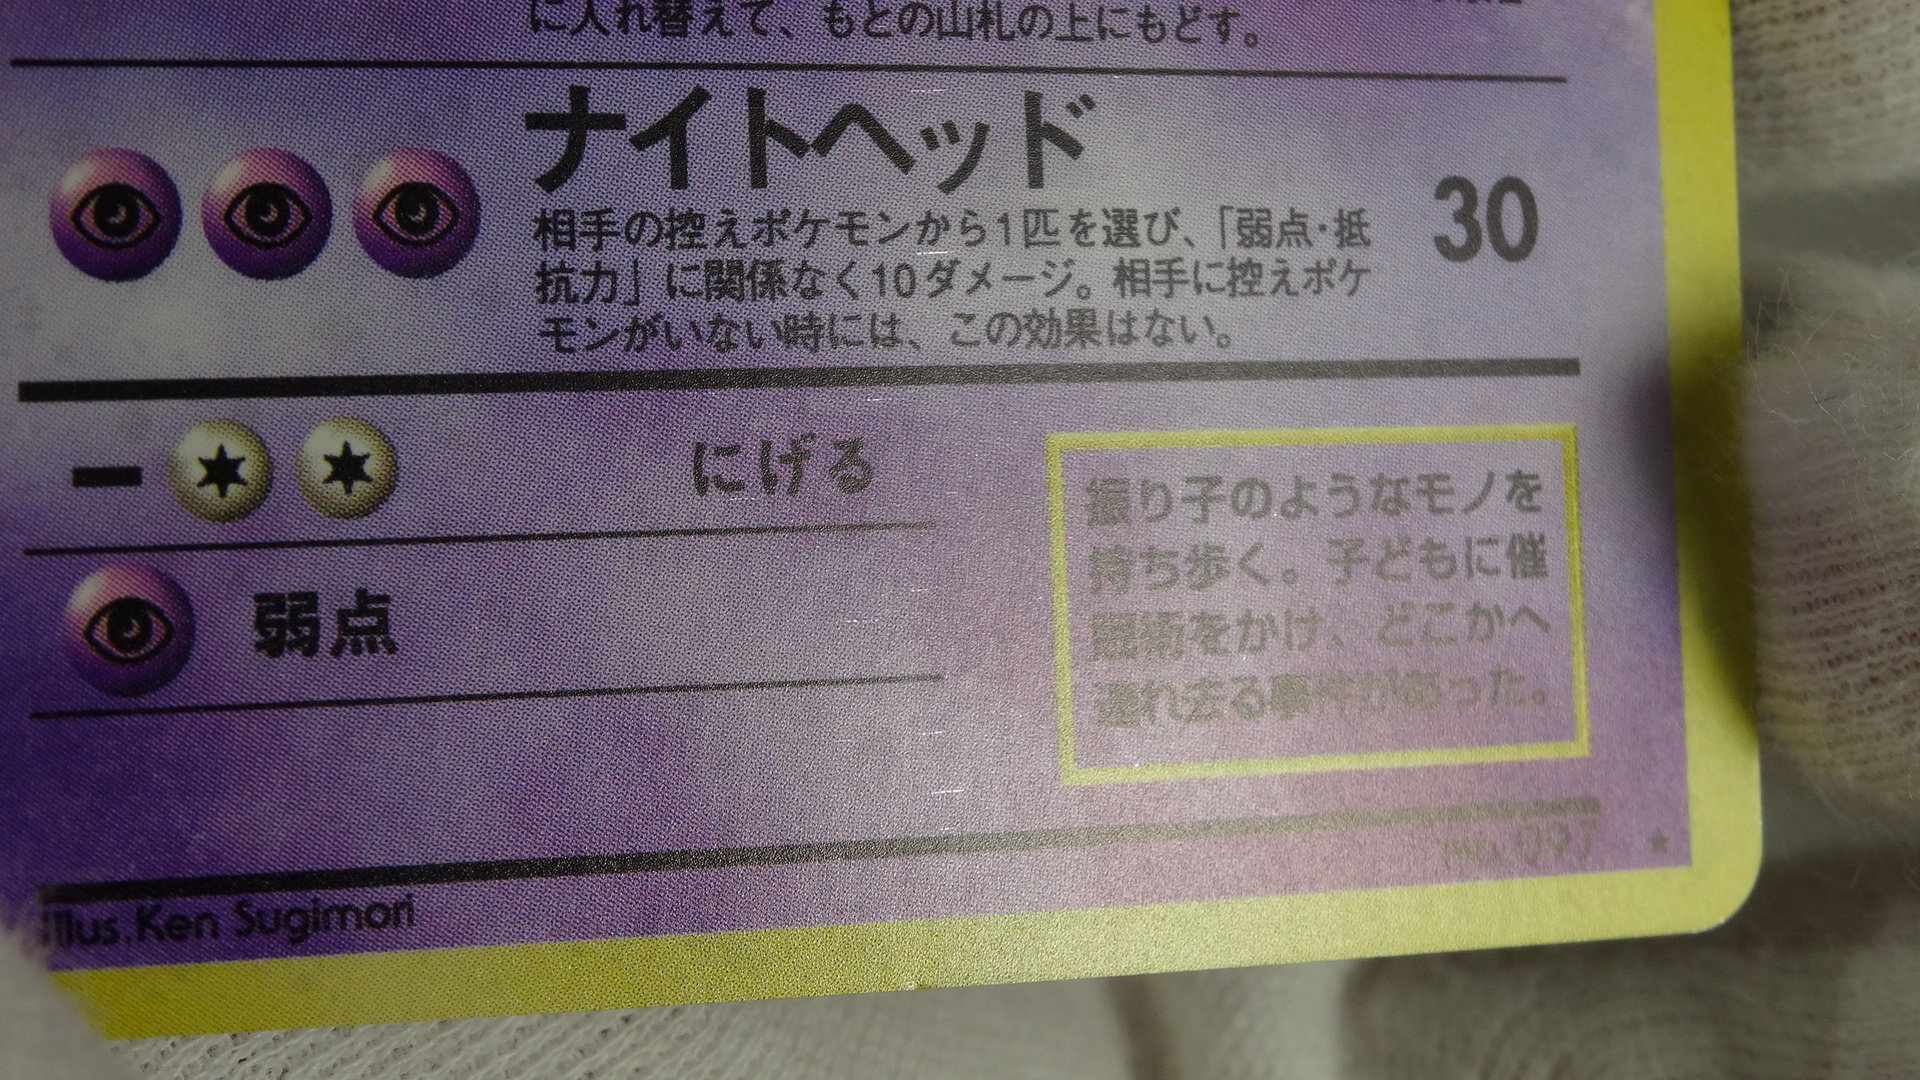 に入れ替えて、もとの山札の上にもどす。
ナイトヘッド
相手の控えポケモンから1匹を選び、「弱点・抵
抗力」に関係なく10ダメージ。相手に控えポケ
モンがいない時には、この効果はない。
30
にげる
弱点
振り子のようなモノを
持ち歩く。子どもに催
眠術をかけ、どこかへ
連れ去る事件があった。
No. 097 ★
Illus. Ken Sugimori